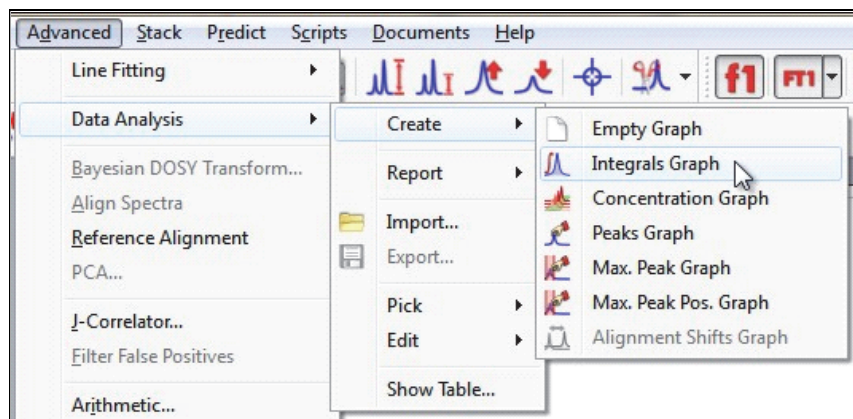 Advanced Stack Predict Scripts Documents Help
f1 FT1
Line Fitting
Data Analysis
Bayesian DOSY Transform...
Align Spectra
Reference Alignment
PCA...
J-Correlator...
Filter False Positives
Arithmetic...
Create
Report
Import...
Export...
Pick
Edit
Show Table...
Empty Graph
Integrals Graph
Concentration Graph
Peaks Graph
Max. Peak Graph
Max. Peak Pos. Graph
Alignment Shifts Graph